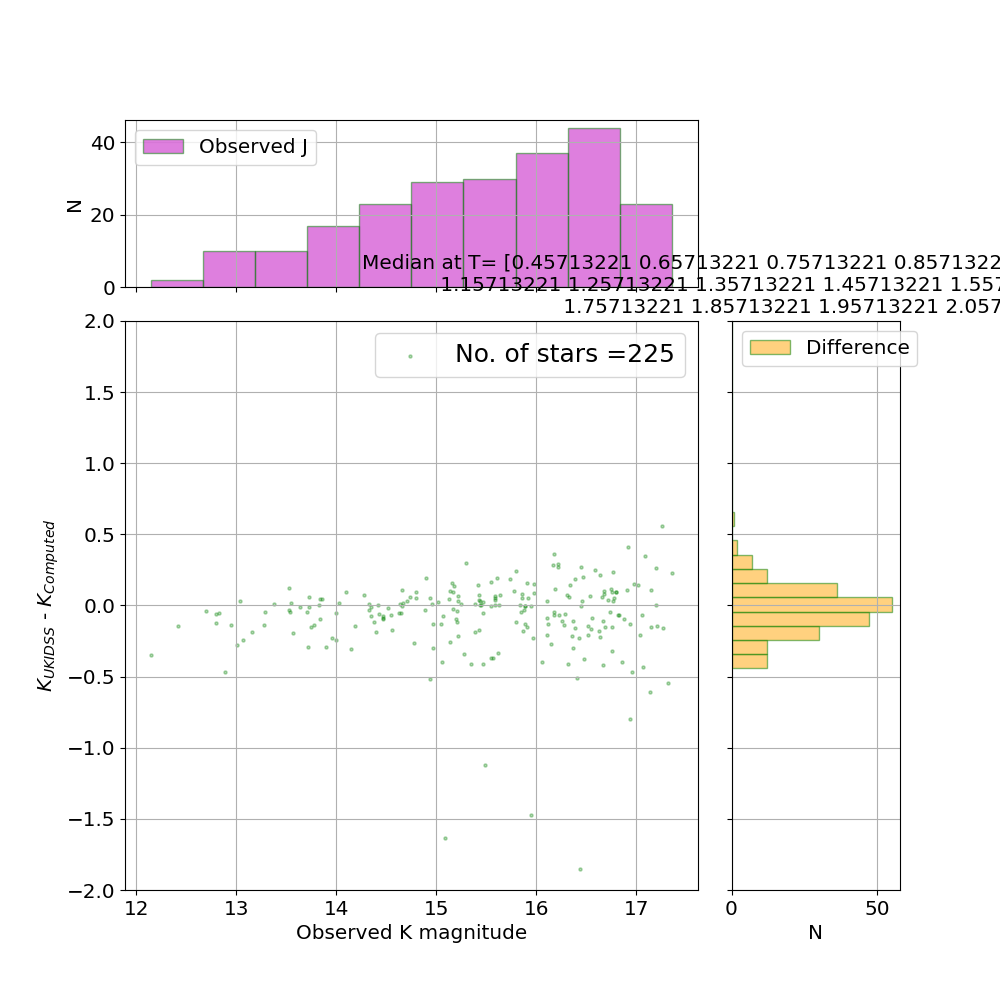 Observed J
N
40
20
0
Median at T= [0.45713221 0.65713221 0.75713221 0.8571322
1.15713221 1.25713221 1.35713221 1.45713221 1.557
1.75713221 1.85713221 1.95713221 2.057
No. of stars =225
Difference
2.0
1.5
1.0
0.5
0.0
−0.5
−1.0
−1.5
−2.0
K_UKIDSS - K_Computed
12 13 14 15 16 17
0 50
Observed K magnitude
N